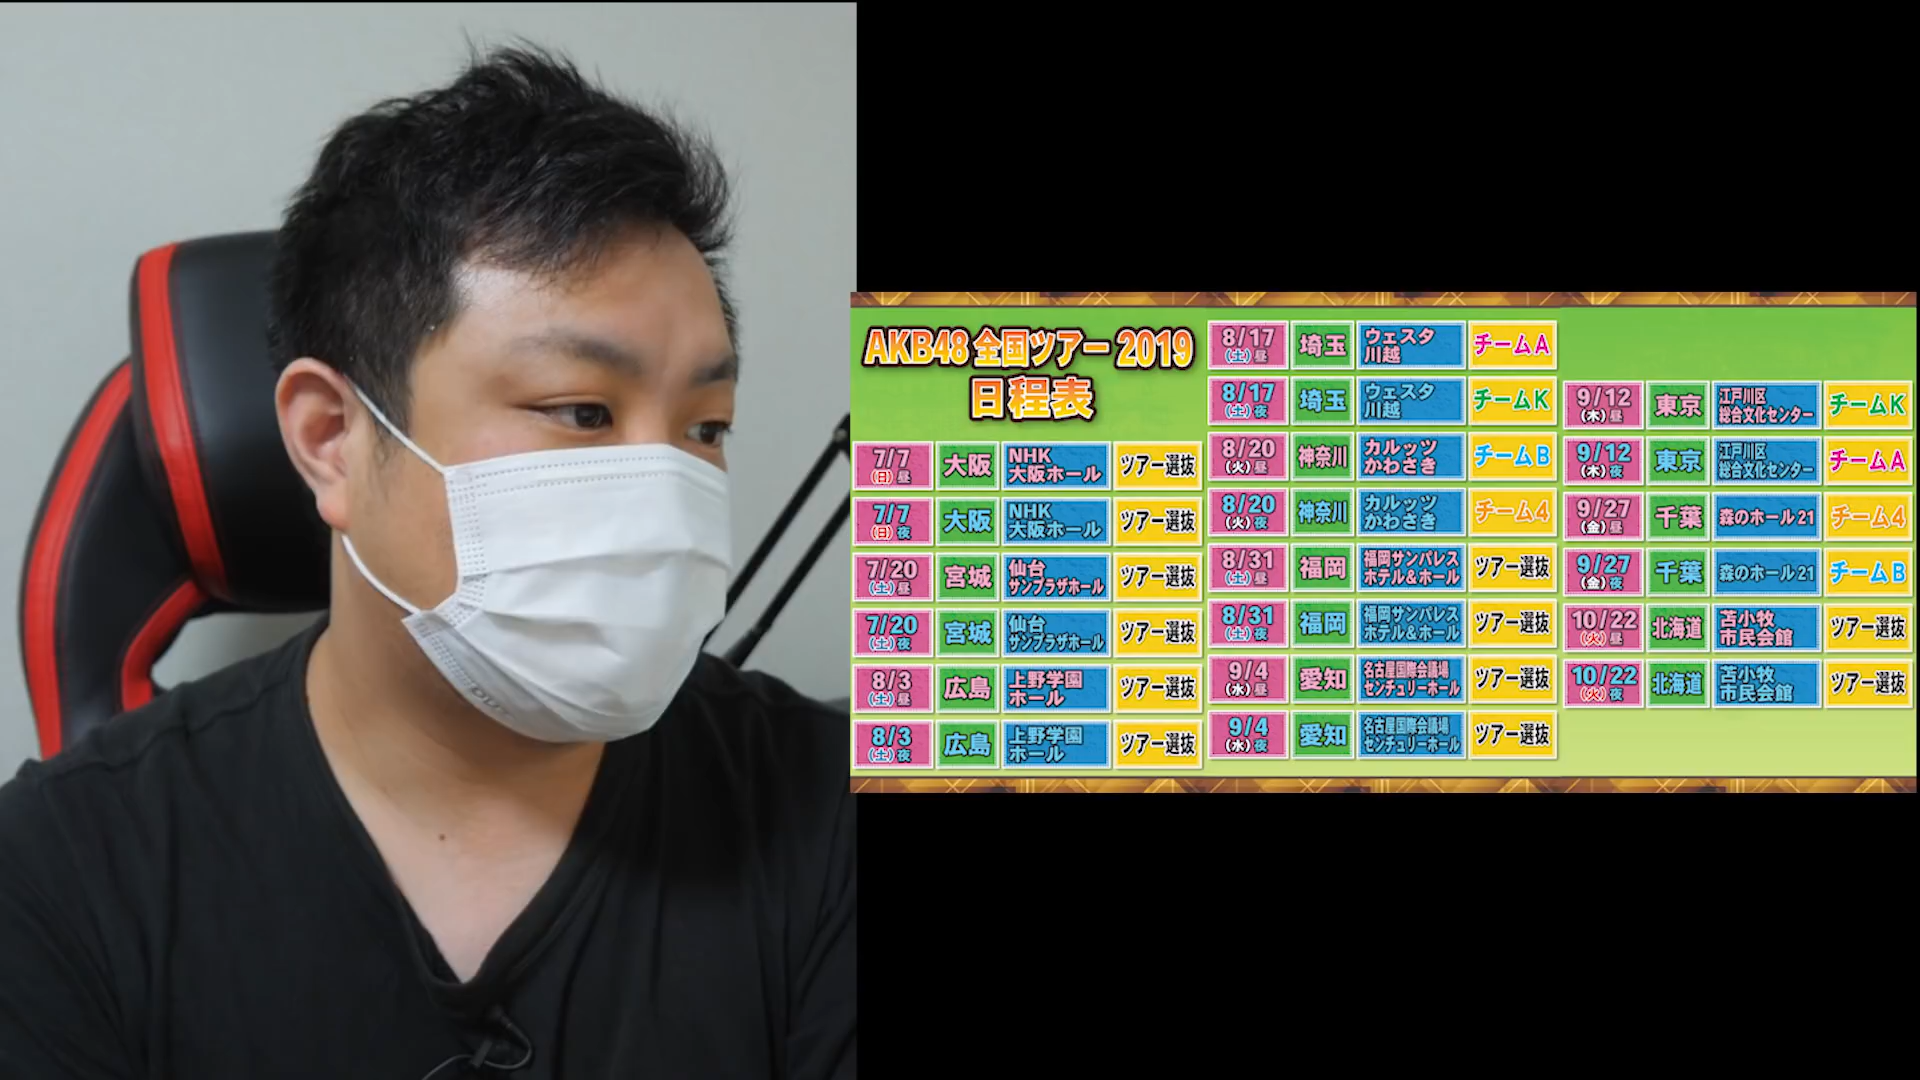 AKB48 全国ツアー 2019
日程表
7/7
(日) 昼
大阪
NHK
大阪ホール
ツアー選抜
7/7
(日) 夜
大阪
NHK
大阪ホール
ツアー選抜
7/20
(土) 昼
宮城
仙台
サンプラザホール
ツアー選抜
7/20
(土) 夜
宮城
仙台
サンプラザホール
ツアー選抜
8/3
(土) 昼
広島
上野学園
ホール
ツアー選抜
8/3
(土) 夜
広島
上野学園
ホール
ツアー選抜
8/17
(土) 昼
埼玉
ウェスタ
川越
チームA
8/17
(土) 夜
埼玉
ウェスタ
川越
チームK
8/20
(火) 昼
神奈川
カルッツ
かわさき
チームB
8/20
(火) 夜
神奈川
カルッツ
かわさき
チーム4
8/31
(土) 昼
福岡
福岡サンパレス
ホテル&ホール
ツアー選抜
8/31
(土) 夜
福岡
福岡サンパレス
ホテル&ホール
ツアー選抜
9/4
(水) 昼
愛知
名古屋国際会議場
センチュリーホール
ツアー選抜
9/4
(水) 夜
愛知
名古屋国際会議場
センチュリーホール
ツアー選抜
9/12
(木) 昼
東京
江戸川区
総合文化センター
チームK
9/12
(木) 夜
東京
江戸川区
総合文化センター
チームA
9/27
(金) 昼
千葉
森のホール21
チーム4
9/27
(金) 夜
千葉
森のホール21
チームB
10/22
(火) 昼
北海道
苫小牧
市民会館
ツアー選抜
10/22
(火) 夜
北海道
苫小牧
市民会館
ツアー選抜